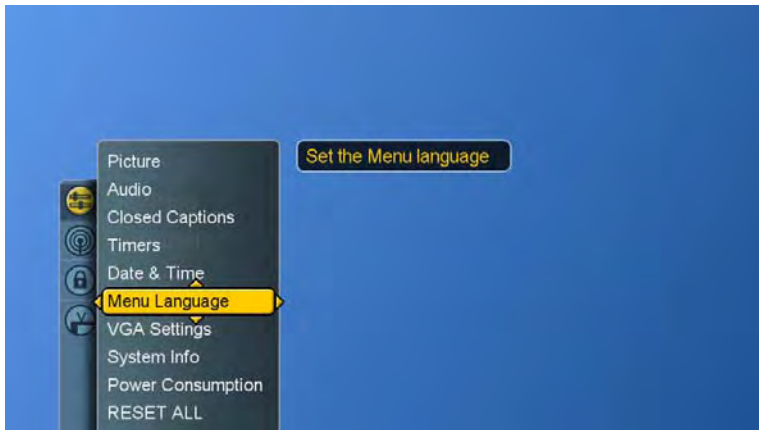 Picture
Set the Menu language
Audio
Closed Captions
Timers
Date & Time
Menu Language
VGA Settings
System Info
Power Consumption
RESET ALL